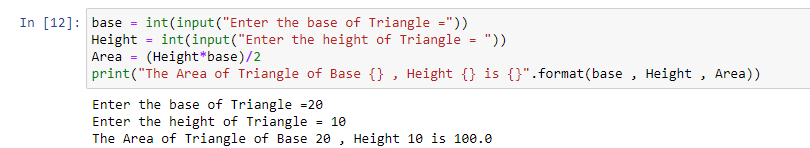 In [12]: base = int(input("Enter the base of Triangle ="))
Height = int(input("Enter the height of Triangle = "))
Area = (Height*base)/2
print("The Area of Triangle of Base {} , Height {} is {}".format(base , Height , Area))
Enter the base of Triangle =20
Enter the height of Triangle = 10
The Area of Triangle of Base 20 , Height 10 is 100.0